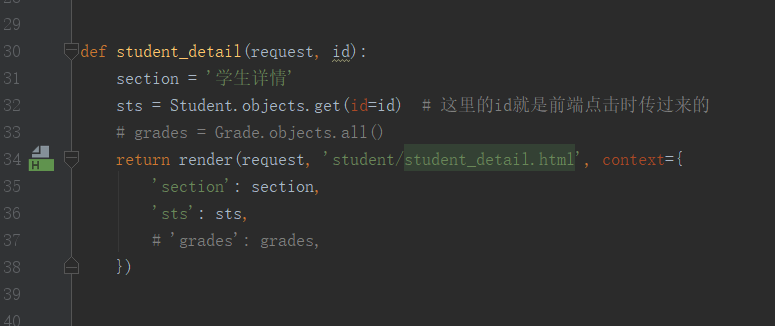 29
30 def student_detail(request, id):
31 section = '学生详情'
32 sts = Student.objects.get(id=id)  # 这里的id就是前端点击时传过来的
33 # grades = Grade.objects.all()
34 return render(request, 'student/student_detail.html', context={
35 'section': section,
36 'sts': sts,
37 # 'grades': grades,
38 })
39